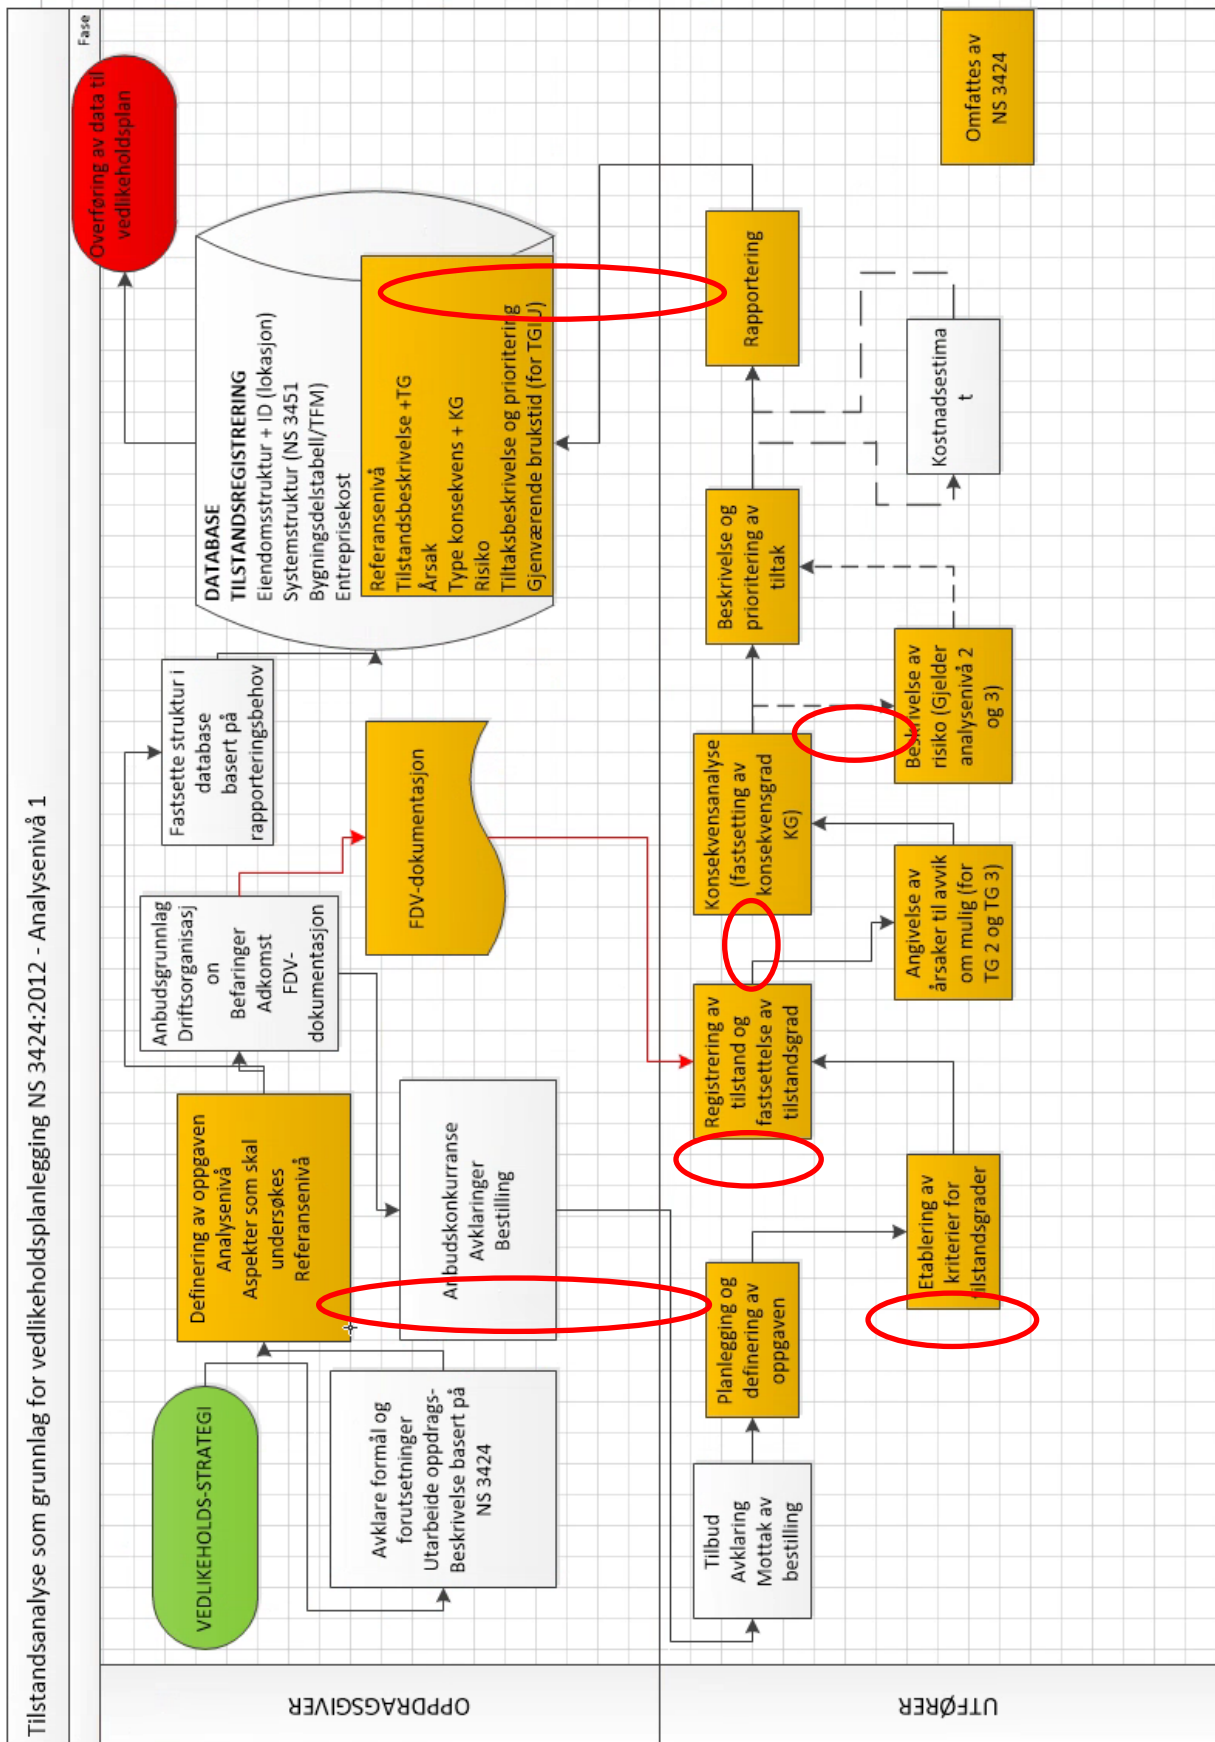 Tilstandsanalyse som grunnlag for vedlikeholdsplanlegging NS 3424:2012 - Analysenivå 1
Fase
OPPDRAGSGIVER
VEDLIKEHOLDS-STRATEGI
Avklare formål og
forutsetninger
Utarbeide oppdrags-
Beskrivelse basert på
NS 3424
Definering av oppgaven
Analysenivå
Aspekter som skal
undersøkes
Referansenivå
Anbudsgrunnlag
Driftsorganisasj
on
Befaringer
Adkomst
FDV-
dokumentasjon
Anbudskonkurranse
Avklaringer
Bestilling
Fastsette struktur i
database
basert på
rapporteringsbehov
FDV-dokumentasjon
DATABASE
TILSTANDSREGISTRERING
Eiendomsstruktur + ID (lokasjon)
Systemstruktur (NS 3451
Bygningsdelstabell/TFM)
Entreprisekost
Referansenivå
Tilstandsbeskrivelse +TG
Årsak
Type konsekvens + KG
Risiko
Tiltaksbeskrivelse og prioritering
Gjenværende brukstid (for TGIU)
Overføring av data til
vedlikeholdsplan
UTFØRER
Tilbud
Avklaring
Mottak av
bestilling
Planlegging og
definering av
oppgaven
Etablering av
kriterier for
tilstandsgrader
Registrering av
tilstand og
fastsettelse av
tilstandsgrad
Angivelse av
årsaker til avvik
om mulig (for
TG 2 og TG 3)
Konsekvensanalyse
(fastsetting av
konsekvensgrad
KG)
Beskrivelse av
risiko (Gjelder
analysenivå 2
og 3)
Beskrivelse og
prioritering av
tiltak
Kostnadsestima
t
Rapportering
Omfattes av
NS 3424